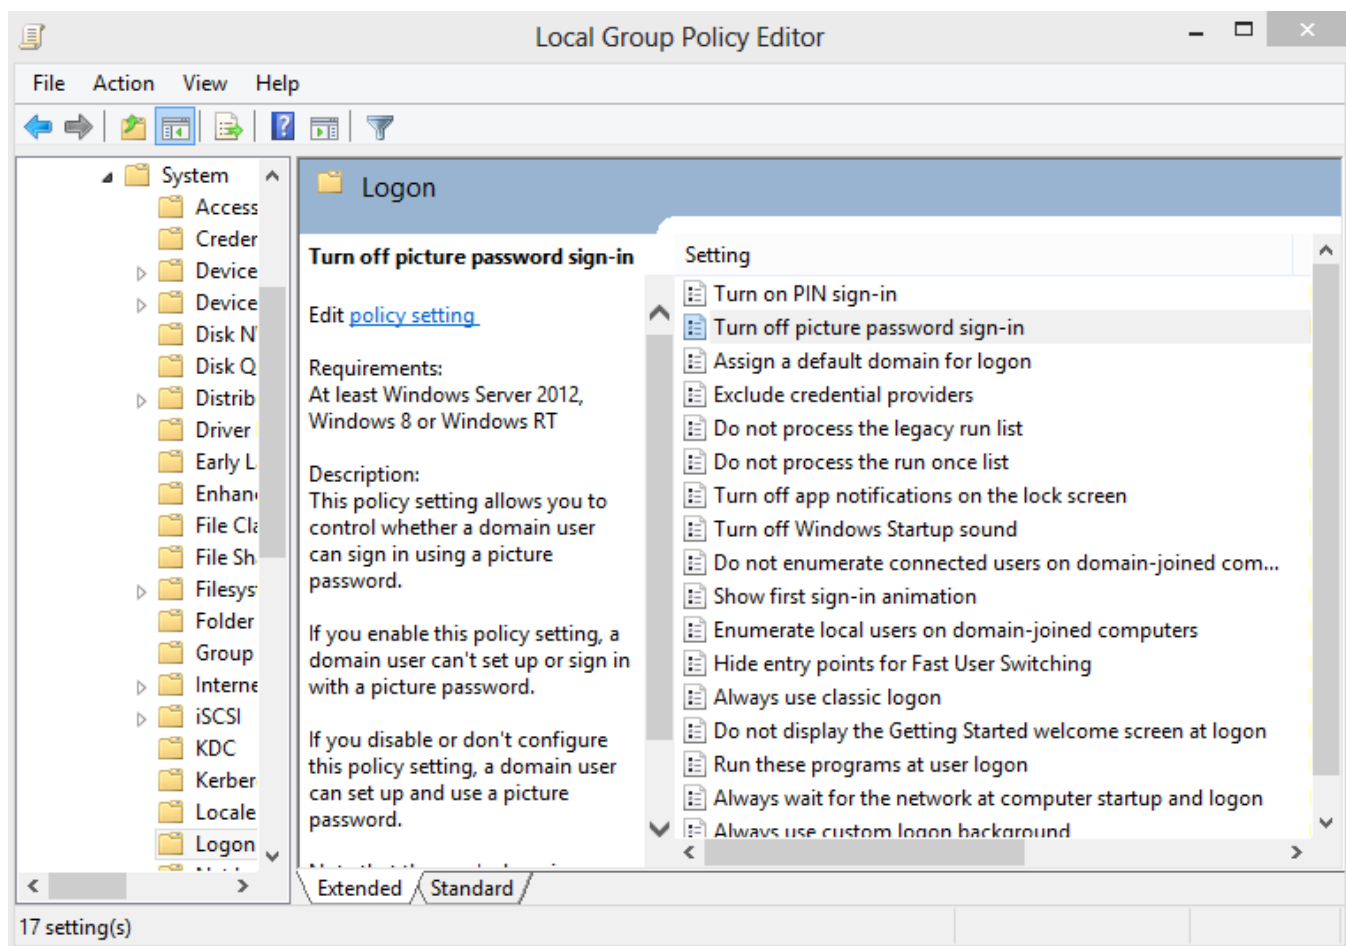 Local Group Policy Editor
File Action View Help
System
Access
Creder
Device
Device
Disk N
Disk Q
Distrib
Driver
Early L
Enhan
File Cla
File Sh
Filesys
Folder
Group
Interne
iSCSI
KDC
Kerber
Locale
Logon
Logon
Turn off picture password sign-in
Edit policy setting
Requirements:
At least Windows Server 2012,
Windows 8 or Windows RT
Description:
This policy setting allows you to
control whether a domain user
can sign in using a picture
password.
If you enable this policy setting, a
domain user can't set up or sign in
with a picture password.
If you disable or don't configure
this policy setting, a domain user
can set up and use a picture
password.
Setting
Turn on PIN sign-in
Turn off picture password sign-in
Assign a default domain for logon
Exclude credential providers
Do not process the legacy run list
Do not process the run once list
Turn off app notifications on the lock screen
Turn off Windows Startup sound
Do not enumerate connected users on domain-joined com...
Show first sign-in animation
Enumerate local users on domain-joined computers
Hide entry points for Fast User Switching
Always use classic logon
Do not display the Getting Started welcome screen at logon
Run these programs at user logon
Always wait for the network at computer startup and logon
Always use custom logon background
Extended Standard
17 setting(s)